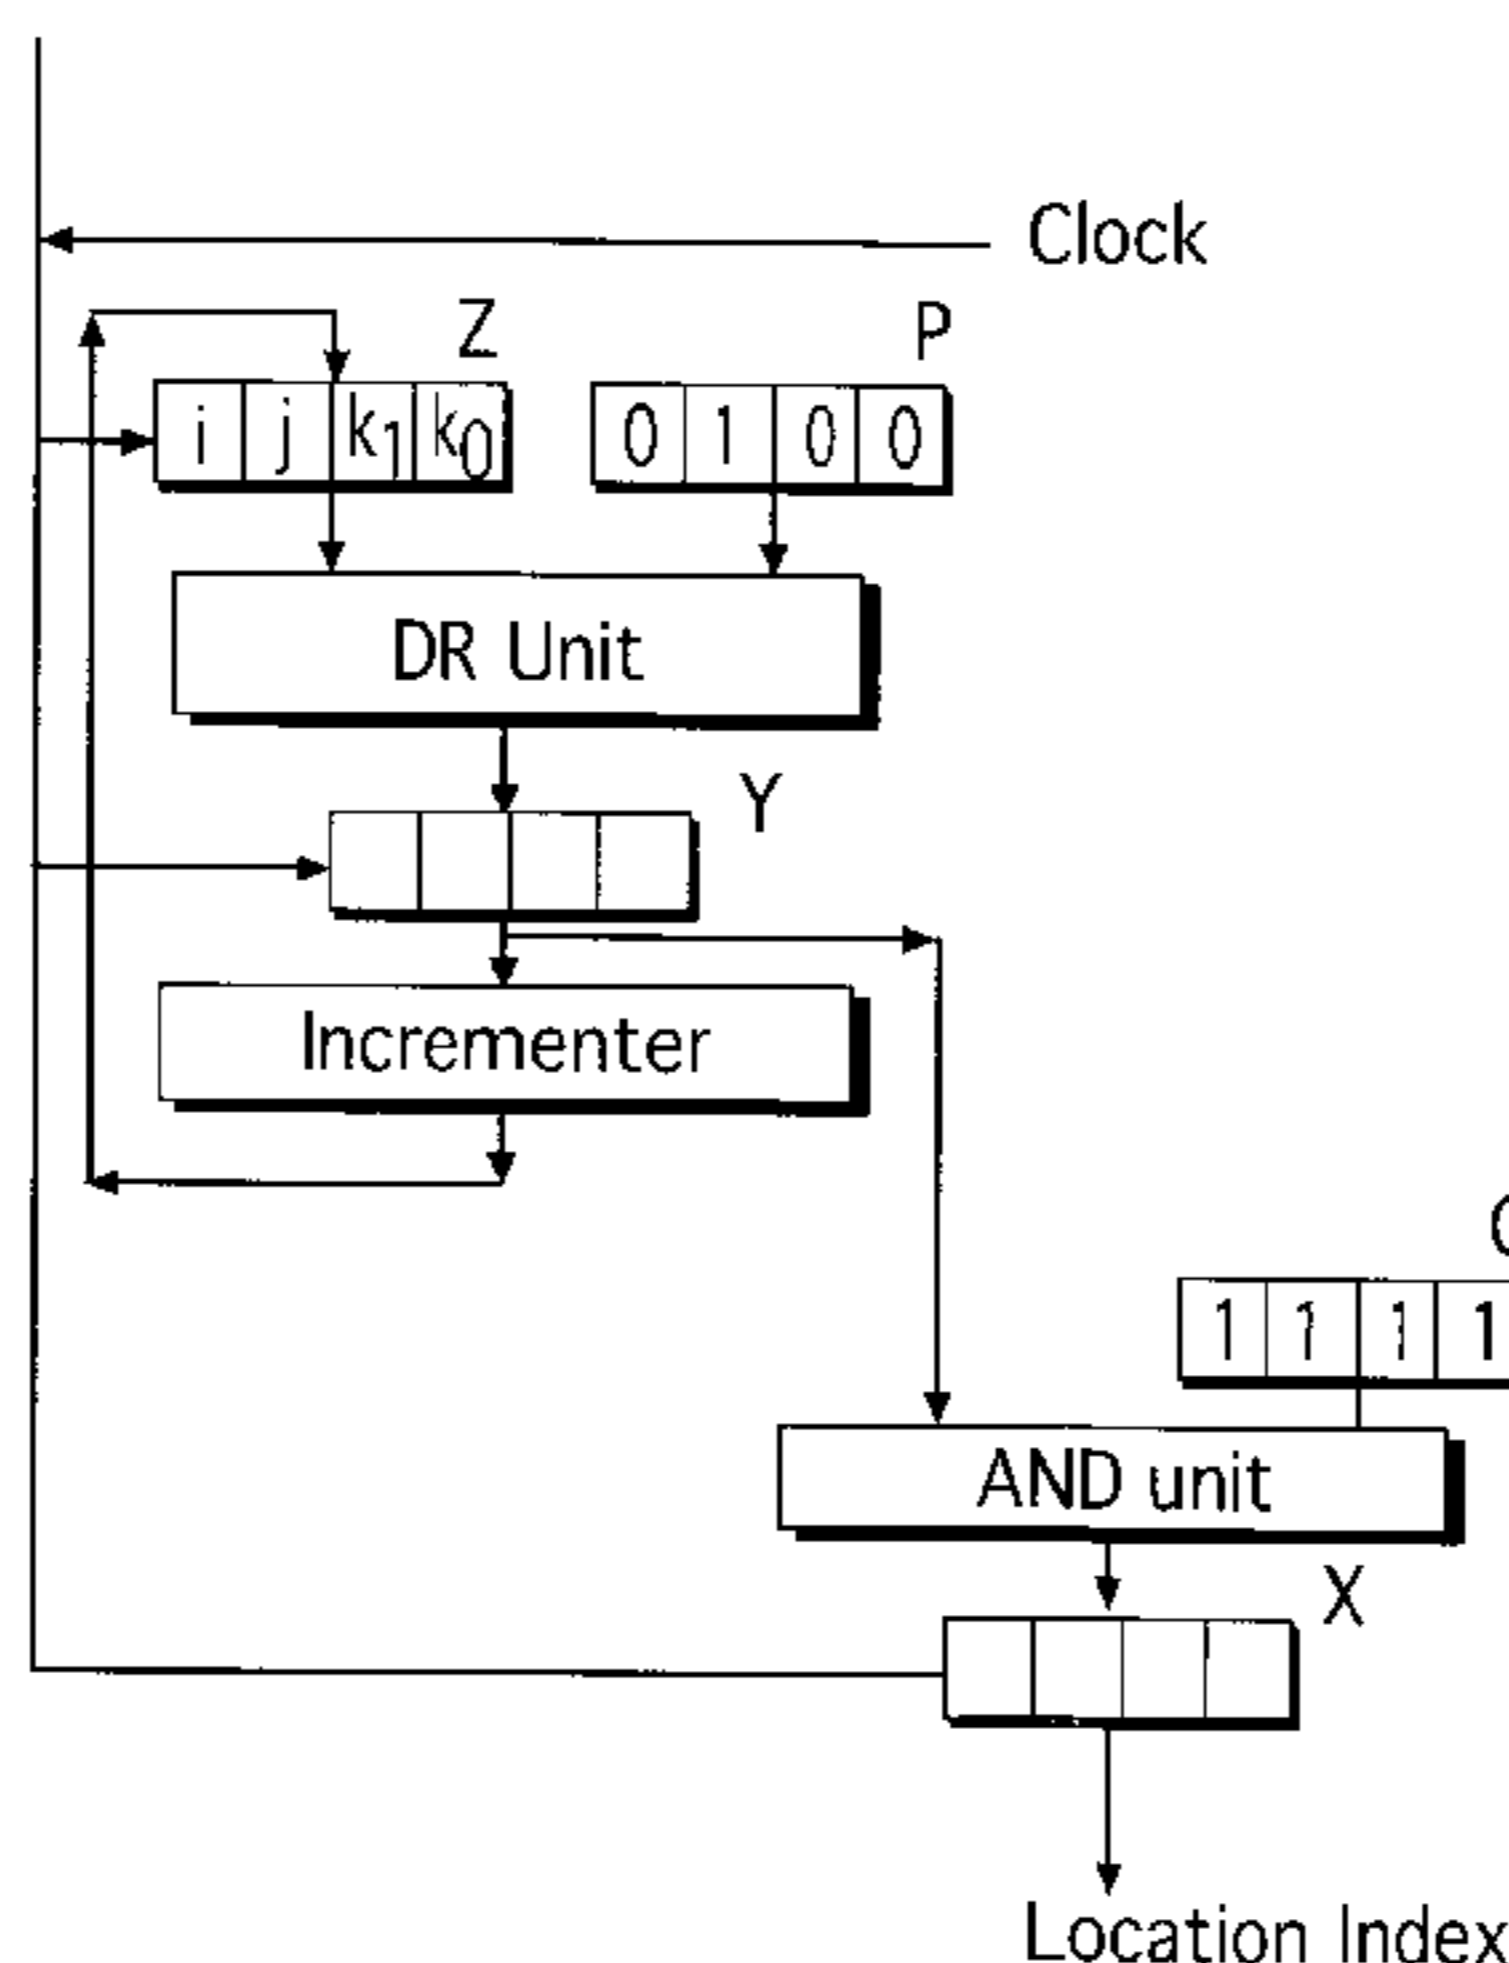 Clock
Z
P
i j k1 k0
0 1 0 0
DR Unit
Y
Incrementer
1 1 1 1
AND unit
X
Location Index